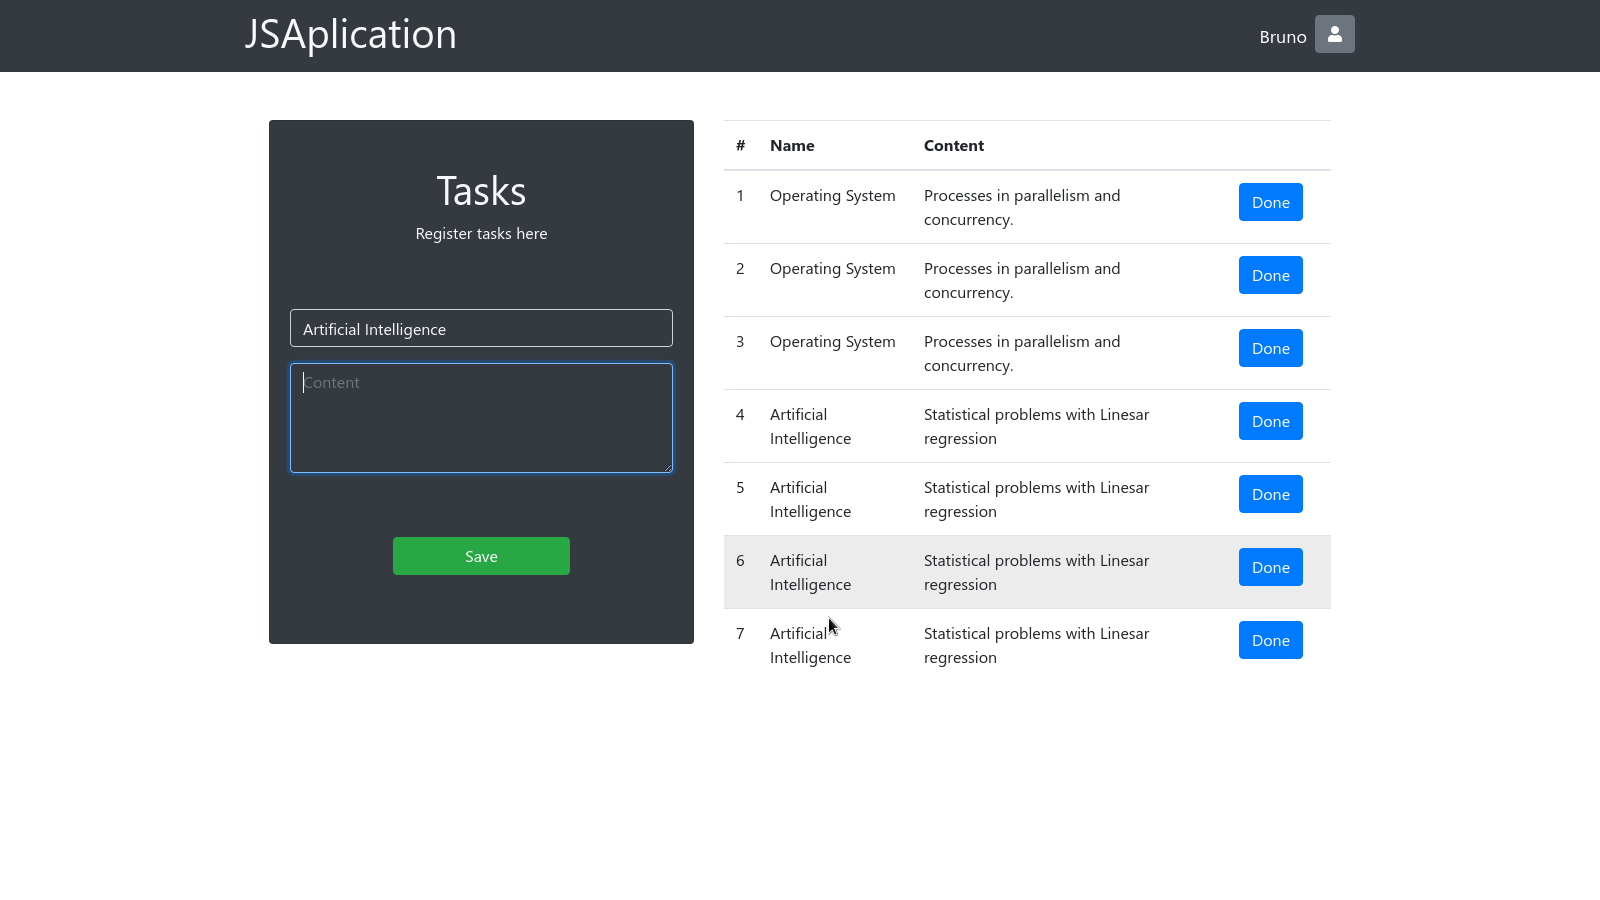 JSAplication
Bruno
Tasks
Register tasks here
Artificial Intelligence
Content
Save
# Name Content
1 Operating System Processes in parallelism and Done
concurrency.
2 Operating System Processes in parallelism and Done
concurrency.
3 Operating System Processes in parallelism and Done
concurrency.
4 Artificial Statistical problems with Linesar Done
Intelligence regression
5 Artificial Statistical problems with Linesar Done
Intelligence regression
6 Artificial Statistical problems with Linesar Done
Intelligence regression
7 Artificial Statistical problems with Linesar Done
Intelligence regression